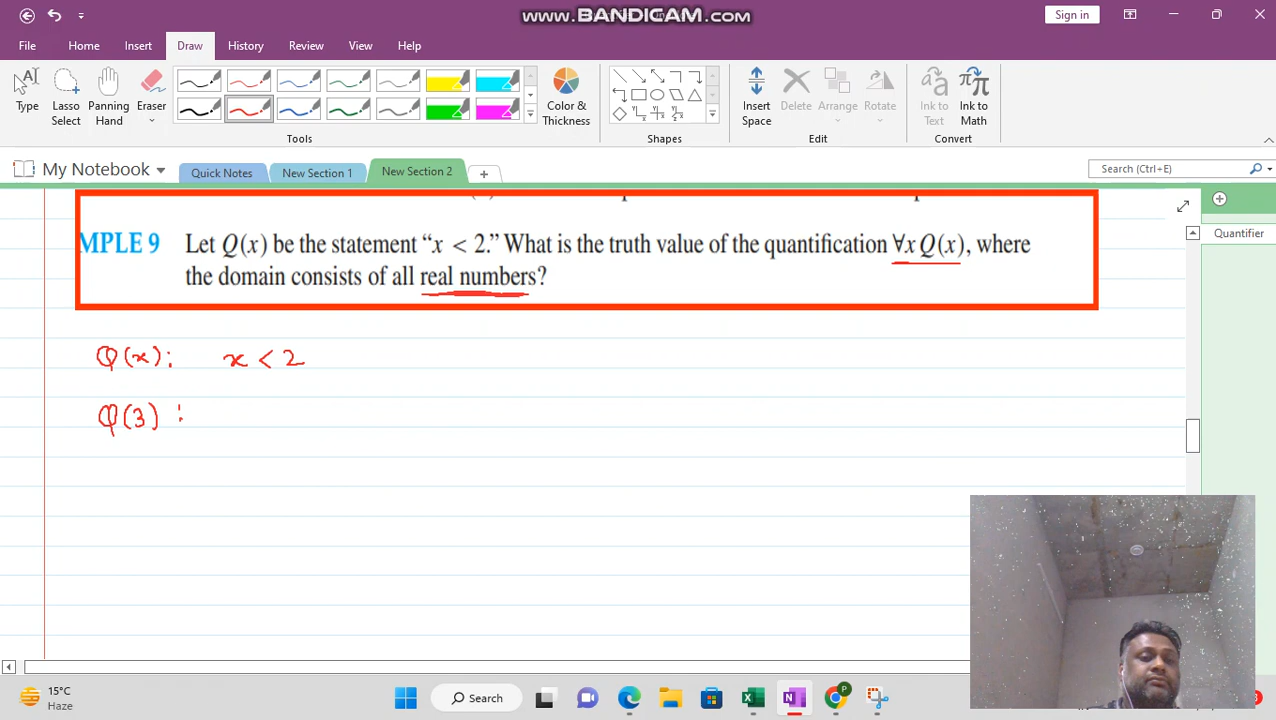 www.BANDICAM.com
Sign in
File Home Insert Draw History Review View Help
Type
Lasso Select
Panning Hand
Eraser
Color & Thickness
Insert Space
Delete
Arrange
Rotate
Ink to Text
Ink to Math
Tools
Shapes
Edit
Convert
My Notebook
Quick Notes
New Section 1
New Section 2
Search (Ctrl+E)
Quantifier
MPLE 9 Let Q(x) be the statement “x < 2.” What is the truth value of the quantification ∀xQ(x), where
the domain consists of all real numbers?
Q(x): x < 2
Q(3) :
15°C
Haze
Search